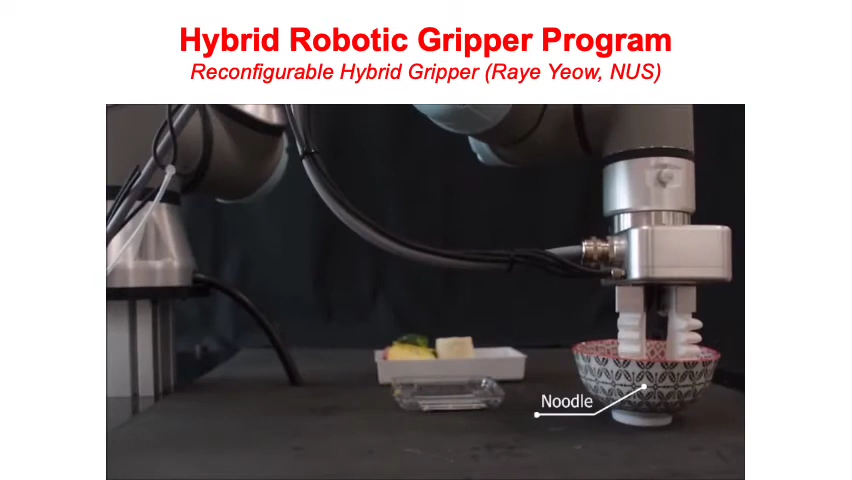 Hybrid Robotic Gripper Program
Reconfigurable Hybrid Gripper (Raye Yeow, NUS)
Noodle